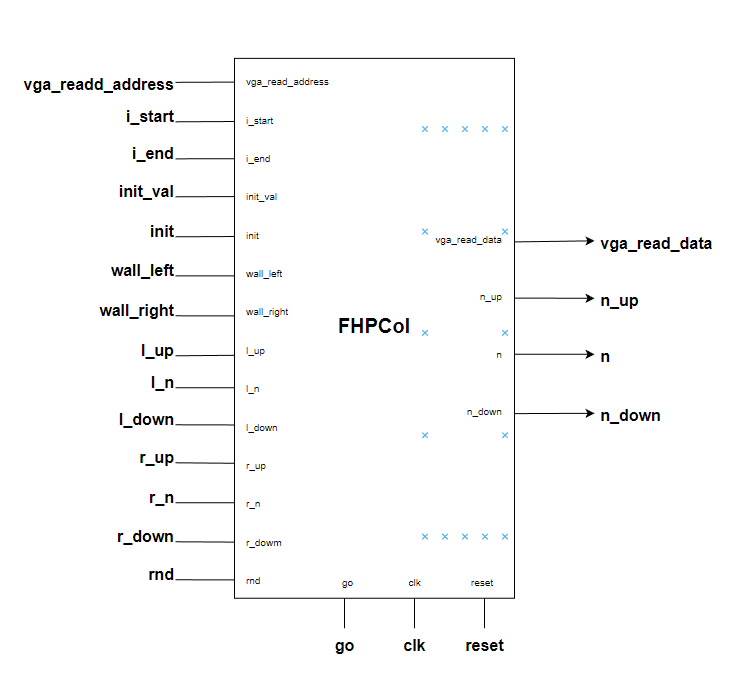 vga_readd_address vga_read_address
i_start i_start
i_end i_end
init_val init_val
init init
vga_read_data vga_read_data
wall_left wall_left
n_up n_up
wall_right wall_right
FHPCol
l_up l_up
n n
l_n l_n
n_down n_down
l_down l_down
r_up r_up
r_n r_n
r_down r_dowm
rnd rnd
go clk reset
go clk reset